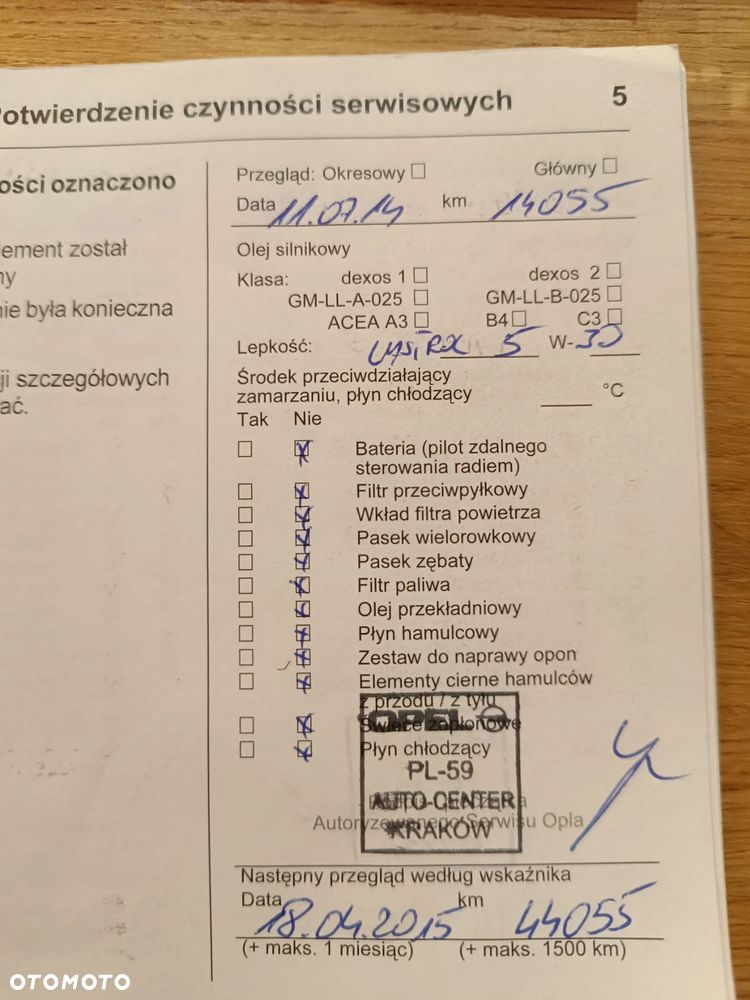 Potwierdzenie czynności serwisowych 5
ości oznaczono
lement został
ny
nie była konieczna
ji szczegółowych
ać.
Przegląd: Okresowy ☐ Główny ☐
Data 11.07.14 km 14055
Olej silnikowy
Klasa: dexos 1 ☐ dexos 2 ☐
GM-LL-A-025 ☐ GM-LL-B-025 ☐
ACEA A3 ☐ B4 ☐ C3 ☐
Lepkość: 5 W-30
Środek przeciwdziałający
zamarzaniu, płyn chłodzący °C
Tak Nie
Bateria (pilot zdalnego
sterowania radiem)
Filtr przeciwpyłkowy
Wkład filtra powietrza
Pasek wielorowkowy
Pasek zębaty
Filtr paliwa
Olej przekładniowy
Płyn hamulcowy
Zestaw do naprawy opon
Elementy cierne hamulców
z przodu / z tyłu
Świece zapłonowe
Płyn chłodzący
OPEL
PL-59
AUTO-CENTER
KRAKÓW
Autoryzowanego Serwisu Opla
Następny przegląd według wskaźnika
Data 18.04.2015 km 44055
(+ maks. 1 miesiąc) (+ maks. 1500 km)
OTOMOTO